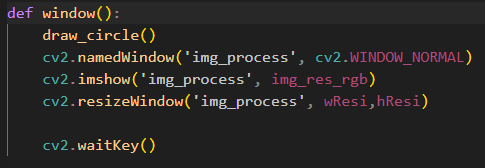 def window():
    draw_circle()
    cv2.namedWindow('img_process', cv2.WINDOW_NORMAL)
    cv2.imshow('img_process', img_res_rgb)
    cv2.resizeWindow('img_process', wResi,hResi)
    cv2.waitKey()